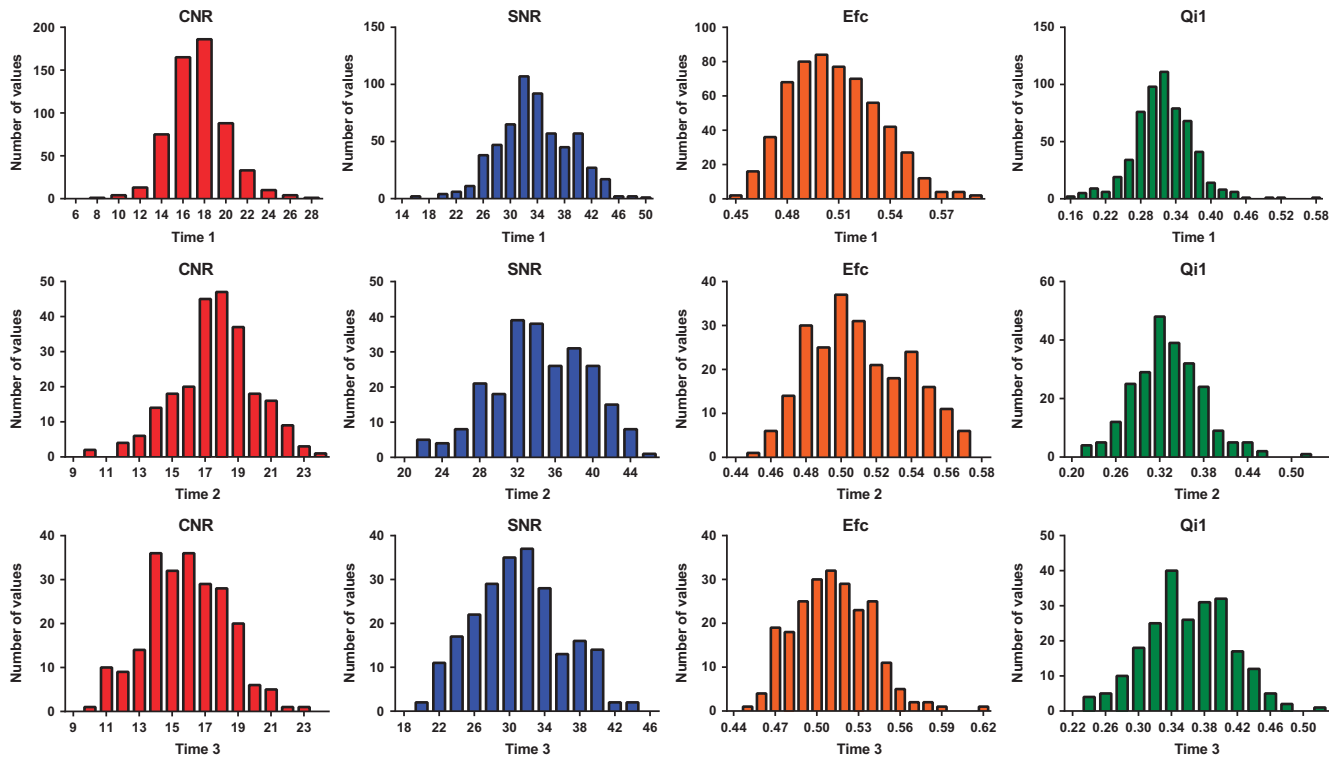 CNR
SNR
Efc
Qi1
Number of values
200
150
100
50
0
6 8 10 12 14 16 18 20 22 24 26 28
Time 1
Number of values
150
100
50
0
14 18 22 26 30 34 38 42 46 50
Time 1
Number of values
100
80
60
40
20
0
0.45 0.48 0.51 0.54 0.57
Time 1
Number of values
150
100
50
0
0.16 0.22 0.28 0.34 0.40 0.46 0.52 0.58
Time 1
CNR
SNR
Efc
Qi1
Number of values
50
40
30
20
10
0
9 11 13 15 17 19 21 23
Time 2
Number of values
50
40
30
20
10
0
20 24 28 32 36 40 44
Time 2
Number of values
40
30
20
10
0
0.44 0.46 0.48 0.50 0.52 0.54 0.56 0.58
Time 2
Number of values
60
40
20
0
0.20 0.26 0.32 0.38 0.44 0.50
Time 2
CNR
SNR
Efc
Qi1
Number of values
40
30
20
10
0
9 11 13 15 17 19 21 23
Time 3
Number of values
40
30
20
10
0
18 22 26 30 34 38 42 46
Time 3
Number of values
40
30
20
10
0
0.44 0.47 0.50 0.53 0.56 0.59 0.62
Time 3
Number of values
50
40
30
20
10
0
0.22 0.26 0.30 0.34 0.38 0.42 0.46 0.50
Time 3